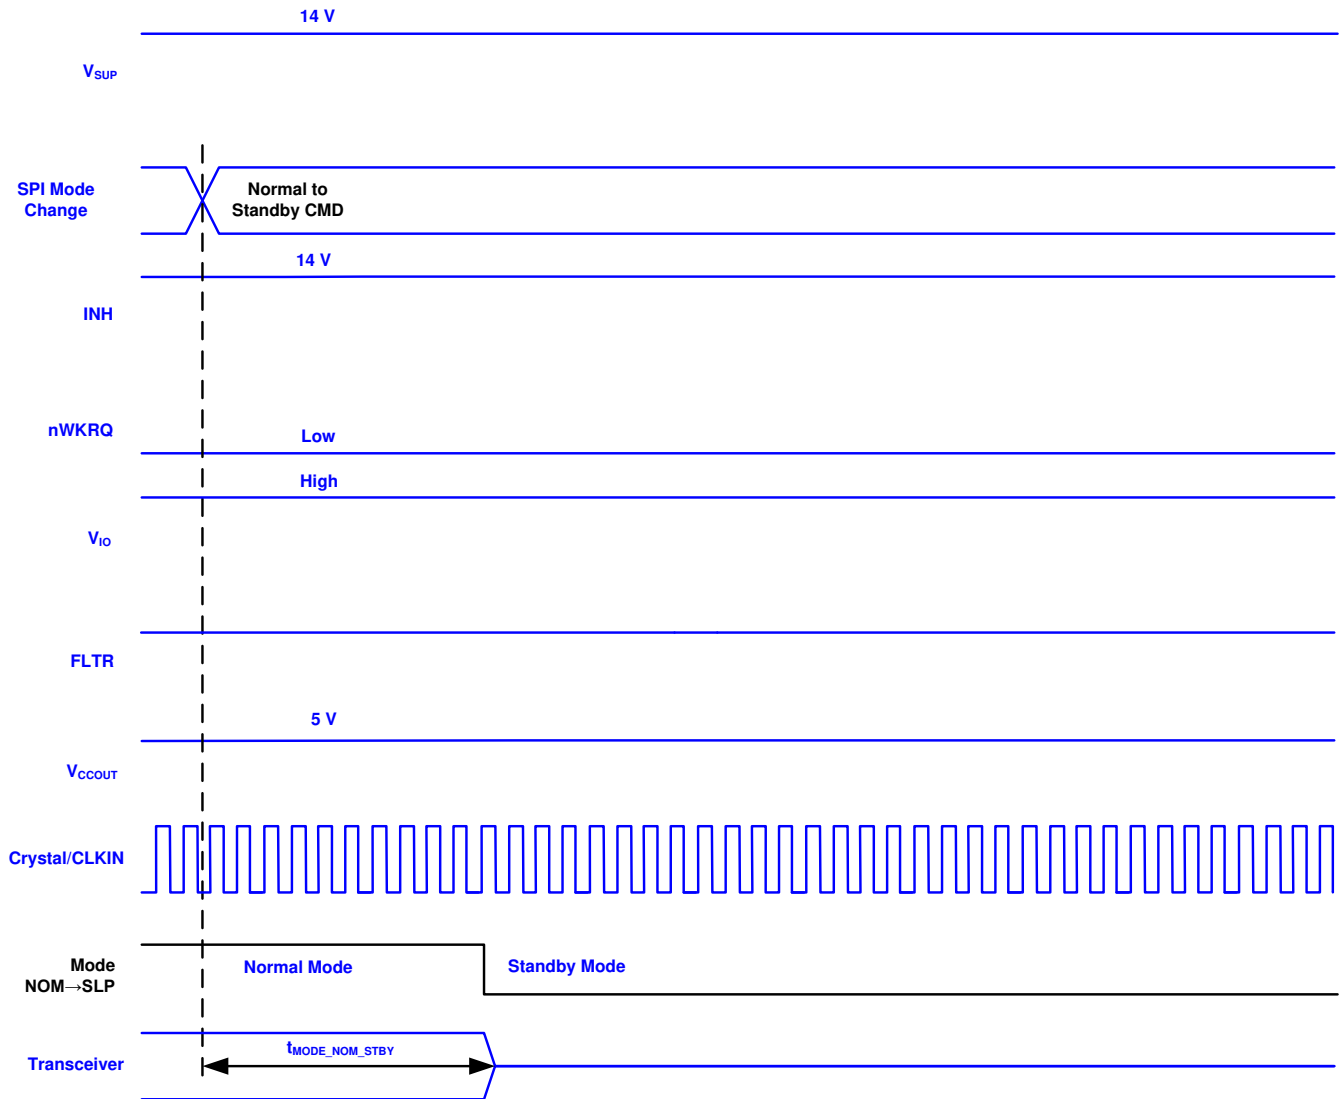 14 V
VSUP
SPI Mode
Change
Normal to
Standby CMD
14 V
INH
nWKRQ
Low
High
VIO
FLTR
5 V
VCCOUT
Crystal/CLKIN
Mode
NOM→SLP
Normal Mode
Standby Mode
Transceiver
tMODE_NOM_STBY